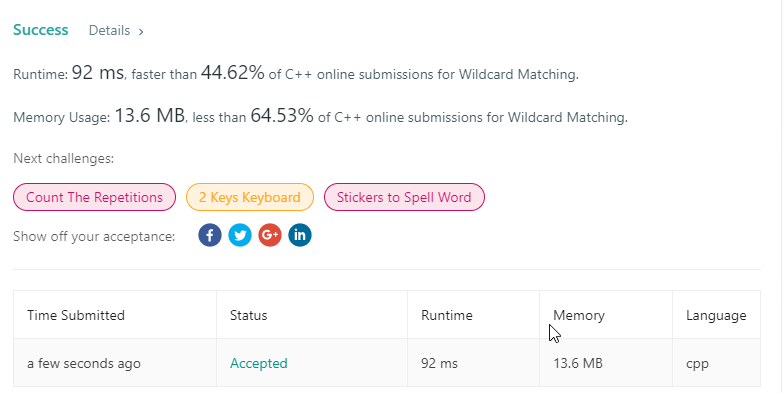 Success Details ›
Runtime: 92 ms, faster than 44.62% of C++ online submissions for Wildcard Matching.
Memory Usage: 13.6 MB, less than 64.53% of C++ online submissions for Wildcard Matching.
Next challenges:
Count The Repetitions 2 Keys Keyboard Stickers to Spell Word
Show off your acceptance: f G+ in
Time Submitted Status Runtime Memory Language
a few seconds ago Accepted 92 ms 13.6 MB cpp